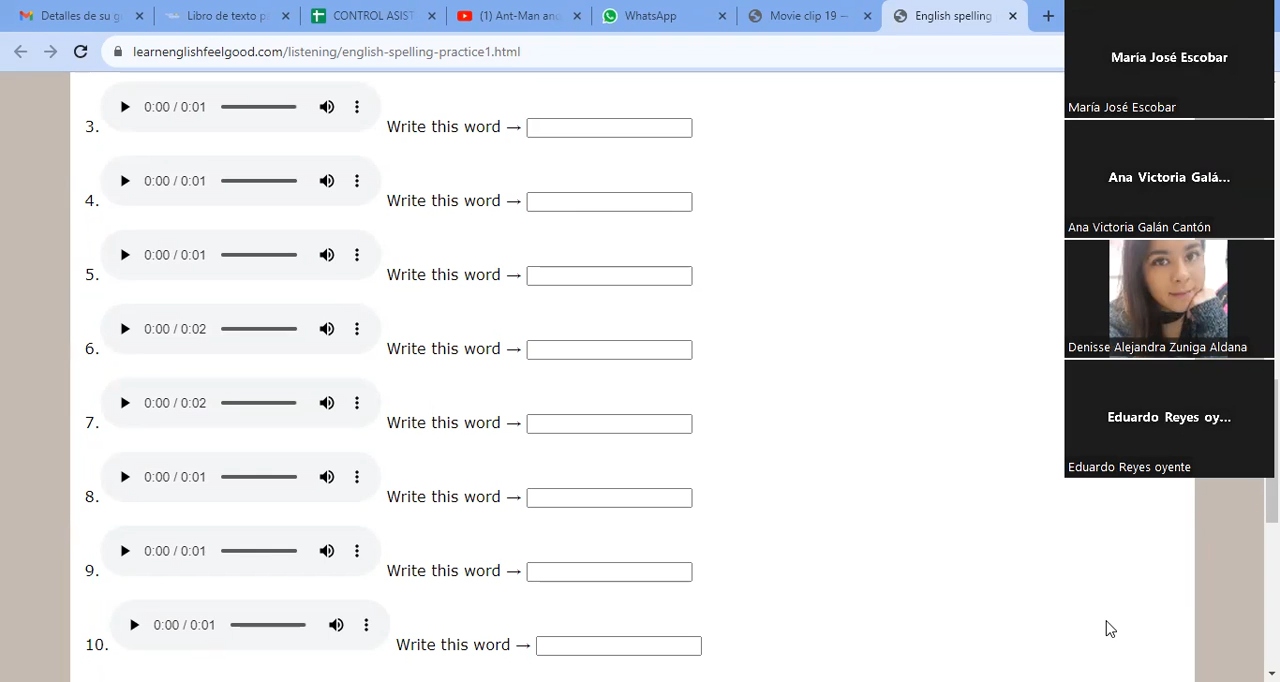 Detalles de su g
Libro de texto p
CONTROL ASIST
(1) Ant-Man and
WhatsApp
Movie clip 19 —
English spelling
learnenglishfeelgood.com/listening/english-spelling-practice1.html
0:00 / 0:01
3. Write this word →
0:00 / 0:01
4. Write this word →
0:00 / 0:01
5. Write this word →
0:00 / 0:02
6. Write this word →
0:00 / 0:02
7. Write this word →
0:00 / 0:01
8. Write this word →
0:00 / 0:01
9. Write this word →
0:00 / 0:01
10. Write this word →
María José Escobar
María José Escobar
Ana Victoria Galá...
Ana Victoria Galán Cantón
Denisse Alejandra Zuniga Aldana
Eduardo Reyes oy...
Eduardo Reyes oyente